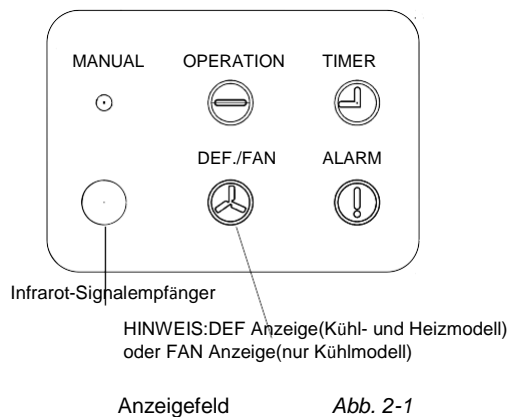 MANUAL OPERATION TIMER
DEF./FAN ALARM
Infrarot-Signalempfänger
HINWEIS:DEF Anzeige(Kühl- und Heizmodell)
oder FAN Anzeige(nur Kühlmodell)
Anzeigefeld Abb. 2-1